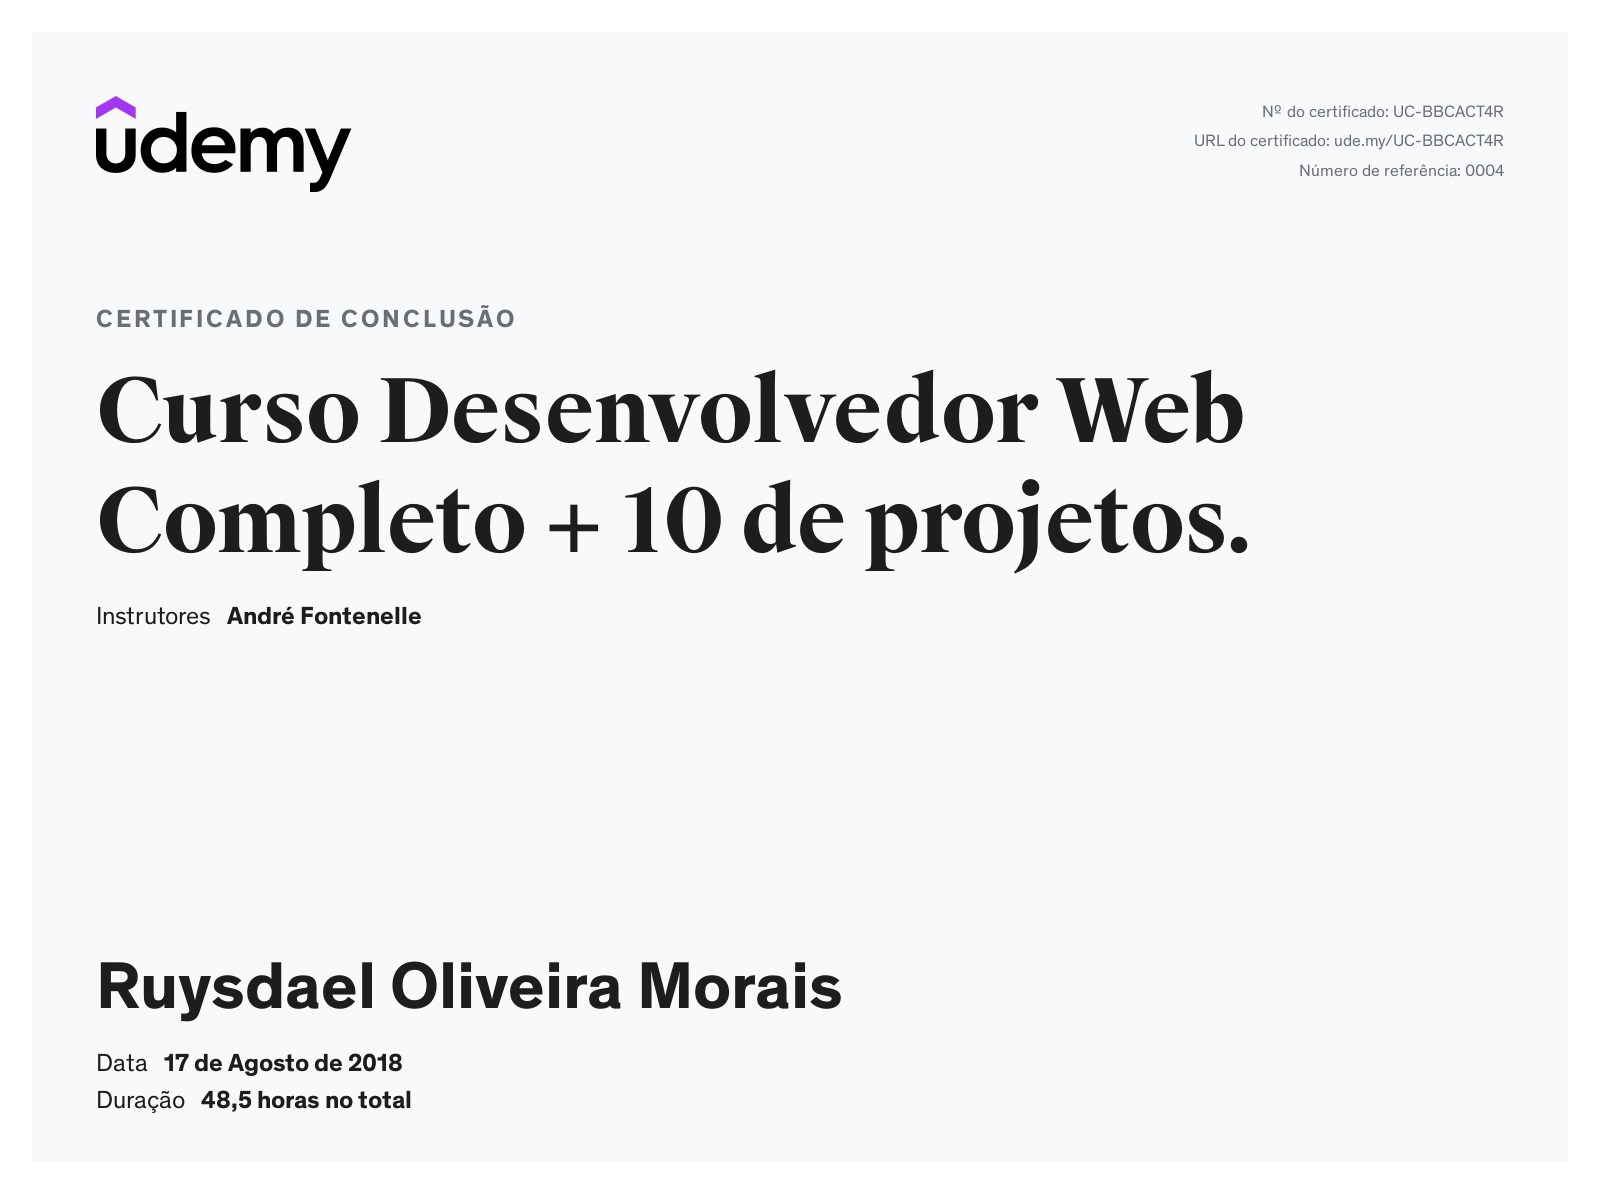 udemy
Nº do certificado: UC-BBCACT4R
URL do certificado: ude.my/UC-BBCACT4R
Número de referência: 0004
CERTIFICADO DE CONCLUSÃO
Curso Desenvolvedor Web
Completo + 10 de projetos.
Instrutores André Fontenelle
Ruysdael Oliveira Morais
Data 17 de Agosto de 2018
Duração 48,5 horas no total